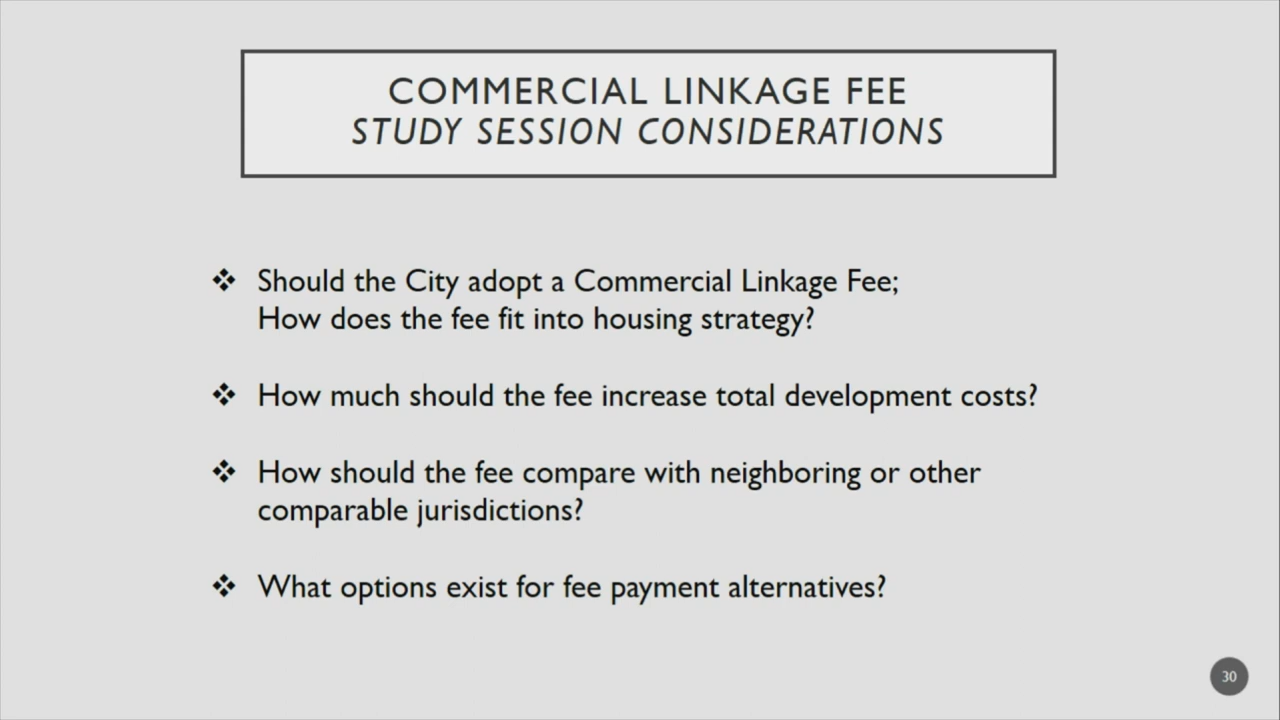 COMMERCIAL LINKAGE FEE
STUDY SESSION CONSIDERATIONS
Should the City adopt a Commercial Linkage Fee;
How does the fee fit into housing strategy?
How much should the fee increase total development costs?
How should the fee compare with neighboring or other
comparable jurisdictions?
What options exist for fee payment alternatives?
30